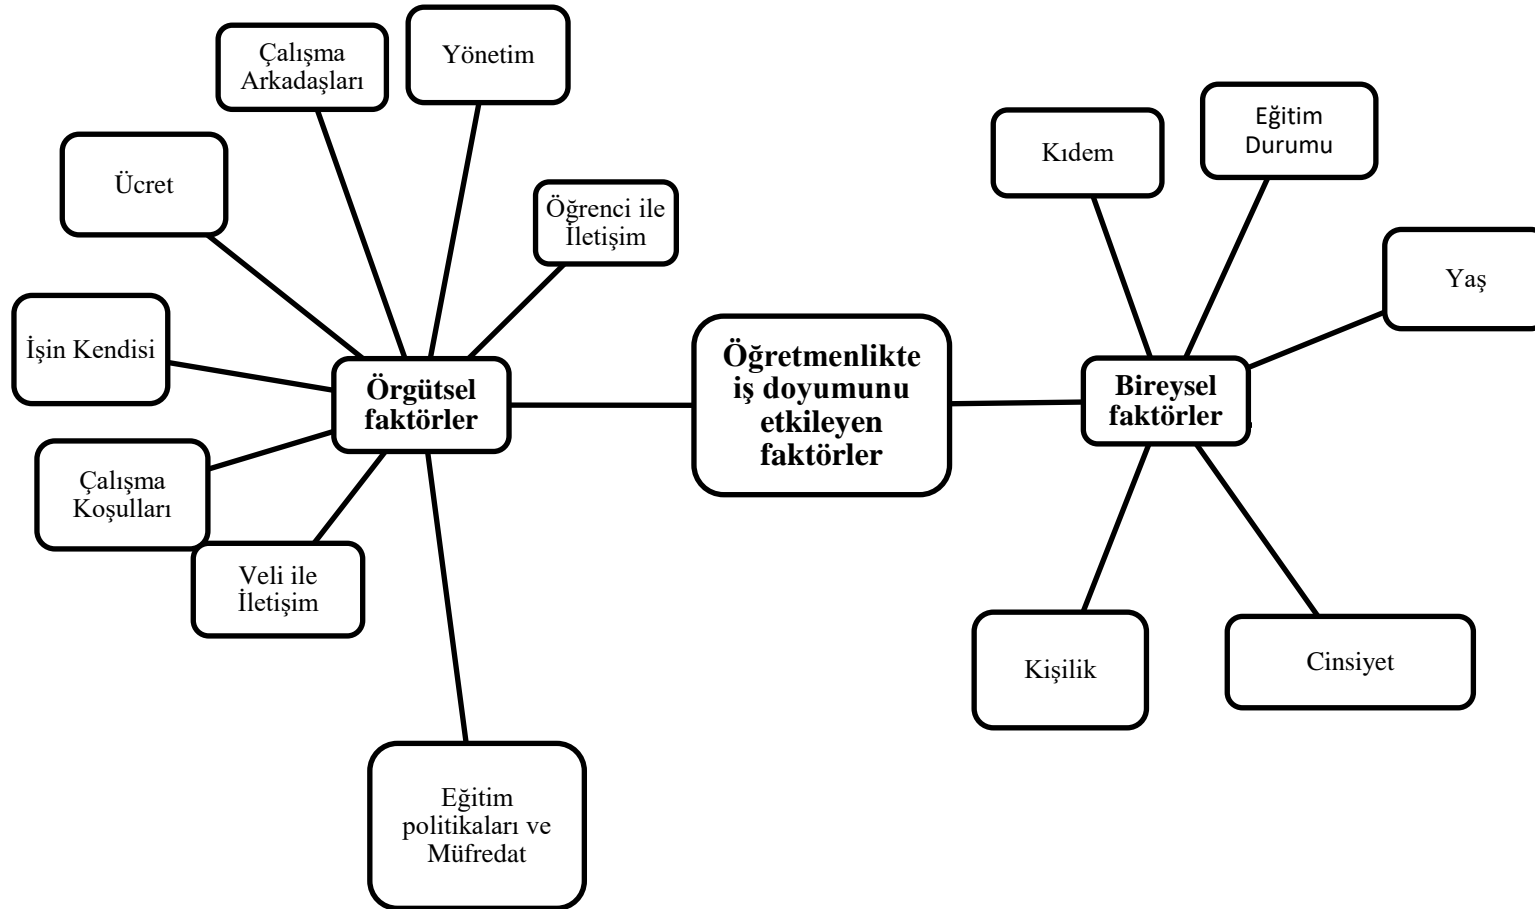 Çalışma
Arkadaşları
Yönetim
Ücret
Öğrenci ile
İletişim
İşin Kendisi
Örgütsel
faktörler
Çalışma
Koşulları
Veli ile
İletişim
Eğitim
politikaları ve
Müfredat
Öğretmenlikte
iş doyumunu
etkileyen
faktörler
Kıdem
Eğitim
Durumu
Yaş
Bireysel
faktörler
Kişilik
Cinsiyet